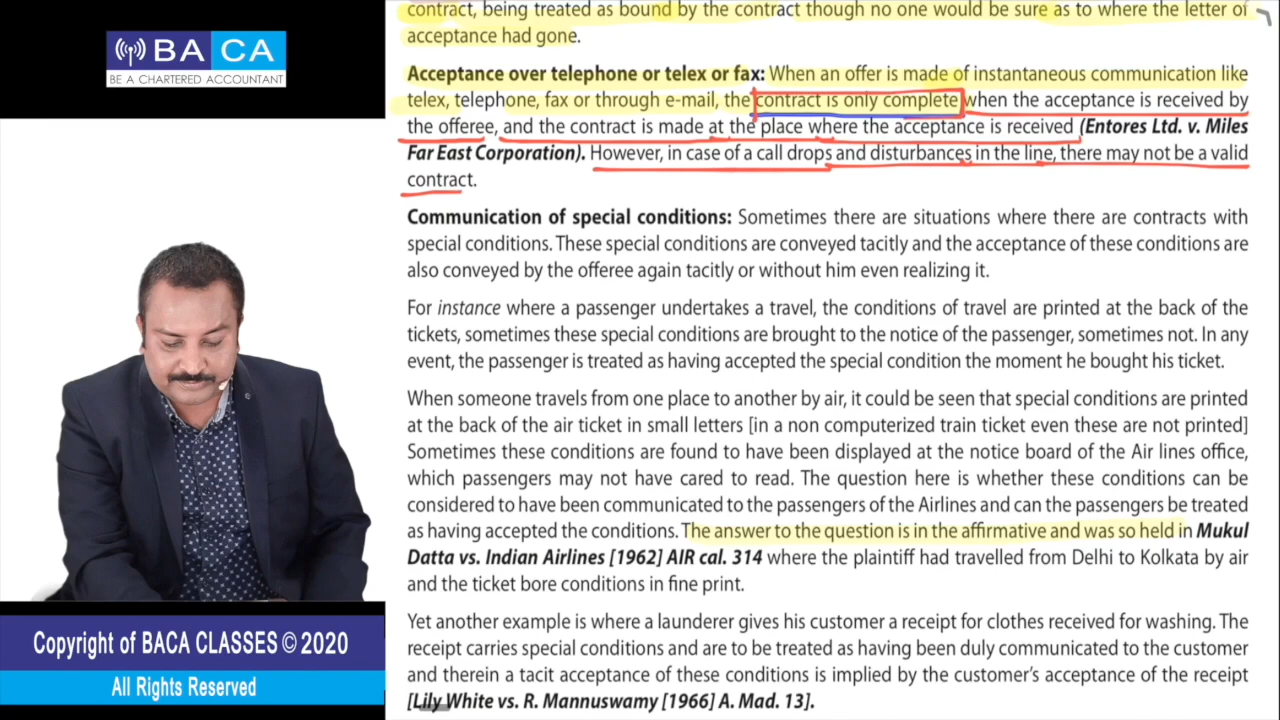 BACA
BE A CHARTERED ACCOUNTANT
contract, being treated as bound by the contract though no one would be sure as to where the letter of
acceptance had gone.
Acceptance over telephone or telex or fax: When an offer is made of instantaneous communication like
telex, telephone, fax or through e-mail, the contract is only complete when the acceptance is received by
the offeree, and the contract is made at the place where the acceptance is received (Entores Ltd. v. Miles
Far East Corporation). However, in case of a call drops and disturbances in the line, there may not be a valid
contract.
Communication of special conditions: Sometimes there are situations where there are contracts with
special conditions. These special conditions are conveyed tacitly and the acceptance of these conditions are
also conveyed by the offeree again tacitly or without him even realizing it.
For instance where a passenger undertakes a travel, the conditions of travel are printed at the back of the
tickets, sometimes these special conditions are brought to the notice of the passenger, sometimes not. In any
event, the passenger is treated as having accepted the special condition the moment he bought his ticket.
When someone travels from one place to another by air, it could be seen that special conditions are printed
at the back of the air ticket in small letters [in a non computerized train ticket even these are not printed]
Sometimes these conditions are found to have been displayed at the notice board of the Air lines office,
which passengers may not have cared to read. The question here is whether these conditions can be
considered to have been communicated to the passengers of the Airlines and can the passengers be treated
as having accepted the conditions. The answer to the question is in the affirmative and was so held in Mukul
Datta vs. Indian Airlines [1962] AIR cal. 314 where the plaintiff had travelled from Delhi to Kolkata by air
and the ticket bore conditions in fine print.
Yet another example is where a launderer gives his customer a receipt for clothes received for washing. The
receipt carries special conditions and are to be treated as having been duly communicated to the customer
and therein a tacit acceptance of these conditions is implied by the customer's acceptance of the receipt
[Lily White vs. R. Mannuswamy [1966] A. Mad. 13].
Copyright of BACA CLASSES © 2020
All Rights Reserved